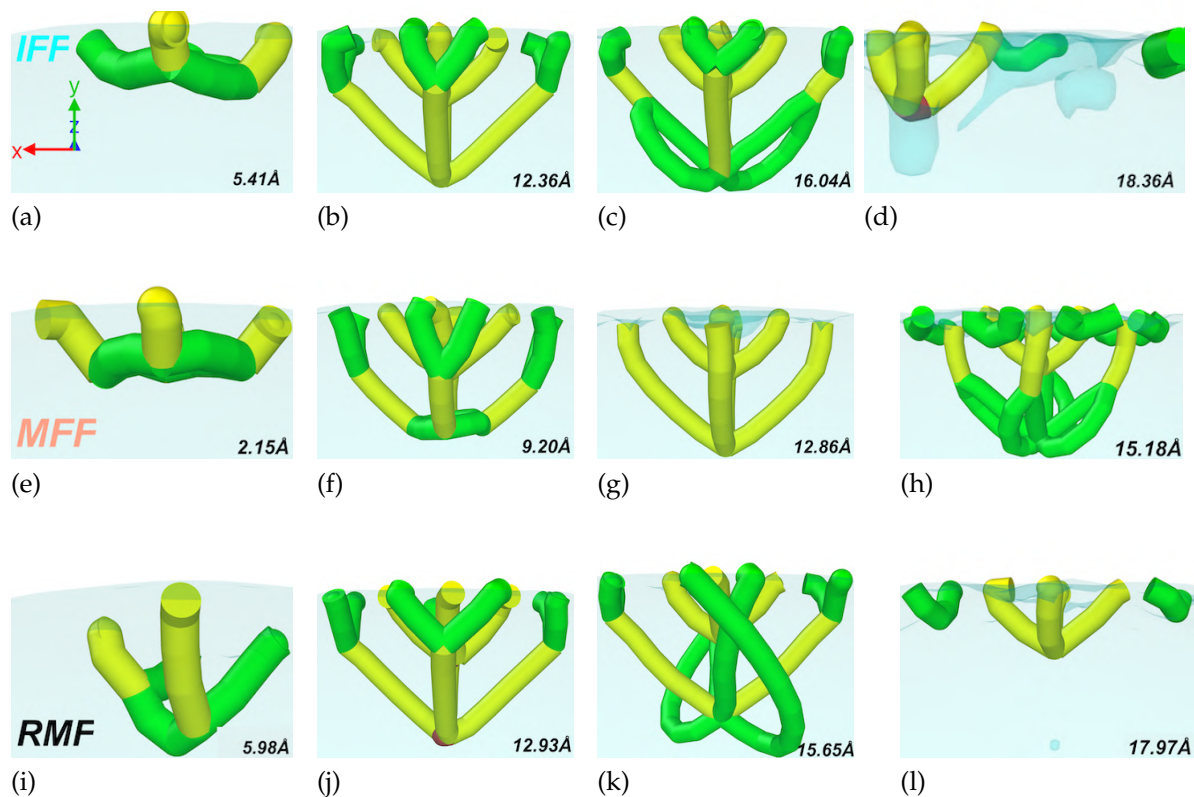 IFF
y
z
x
5.41Å
12.36Å
16.04Å
18.36Å
(a)
(b)
(c)
(d)
MFF
2.15Å
9.20Å
12.86Å
15.18Å
(e)
(f)
(g)
(h)
RMF
5.98Å
12.93Å
15.65Å
17.97Å
(i)
(j)
(k)
(l)